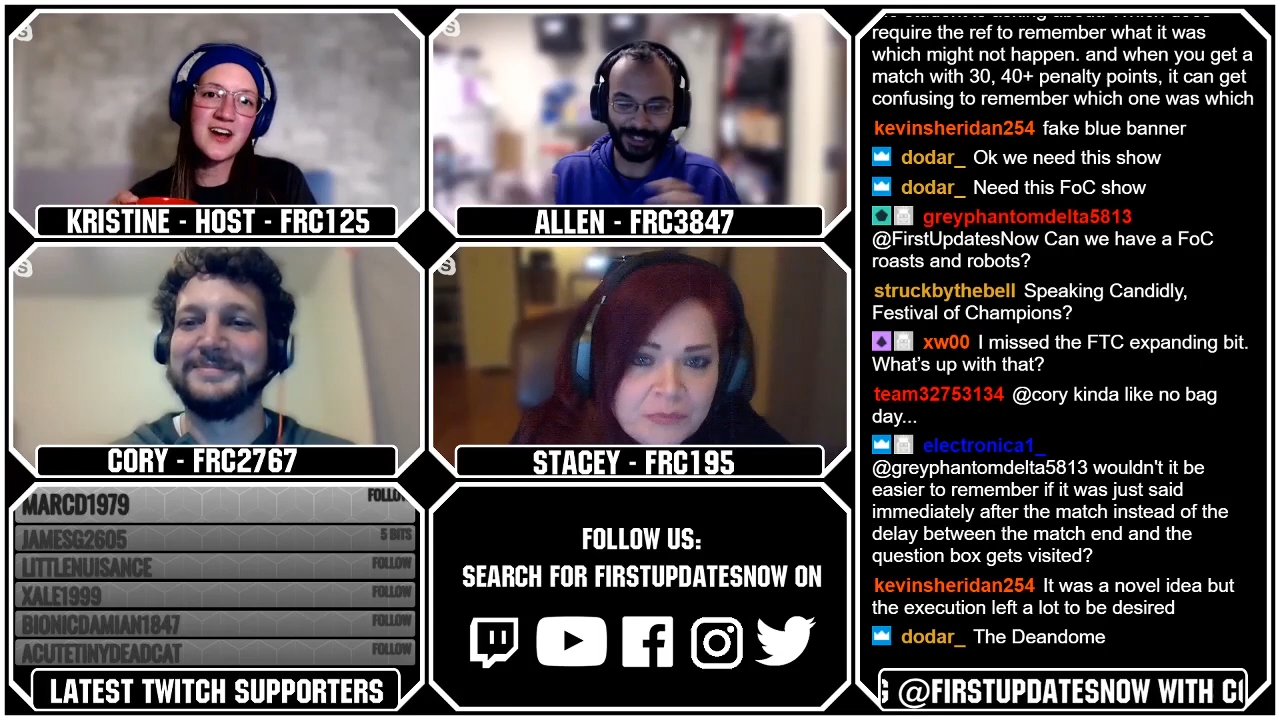 KRISTINE - HOST - FRC125
ALLEN - FRC3847
CORY - FRC2767
STACEY - FRC195
MARCD1979 FOLLOW
JAMESG2605 5 BITS
LITTLENUISANCE FOLLOW
XALE1999 FOLLOW
BIONICDAMIAN1847 FOLLOW
ACUTETINYDEADCAT FOLLOW
LATEST TWITCH SUPPORTERS
FOLLOW US:
SEARCH FOR FIRSTUPDATESNOW ON
require the ref to remember what it was
which might not happen. and when you get a
match with 30, 40+ penalty points, it can get
confusing to remember which one was which
kevinsheridan254 fake blue banner
dodar_ Ok we need this show
dodar_ Need this FoC show
greyphantomdelta5813
@FirstUpdatesNow Can we have a FoC
roasts and robots?
struckbythebell Speaking Candidly,
Festival of Champions?
xw00 I missed the FTC expanding bit.
What's up with that?
team32753134 @cory kinda like no bag
day...
electronica1_
@greyphantomdelta5813 wouldn't it be
easier to remember if it was just said
immediately after the match instead of the
delay between the match end and the
question box gets visited?
kevinsheridan254 It was a novel idea but
the execution left a lot to be desired
dodar_ The Deandome
@FIRSTUPDATESNOW WITH